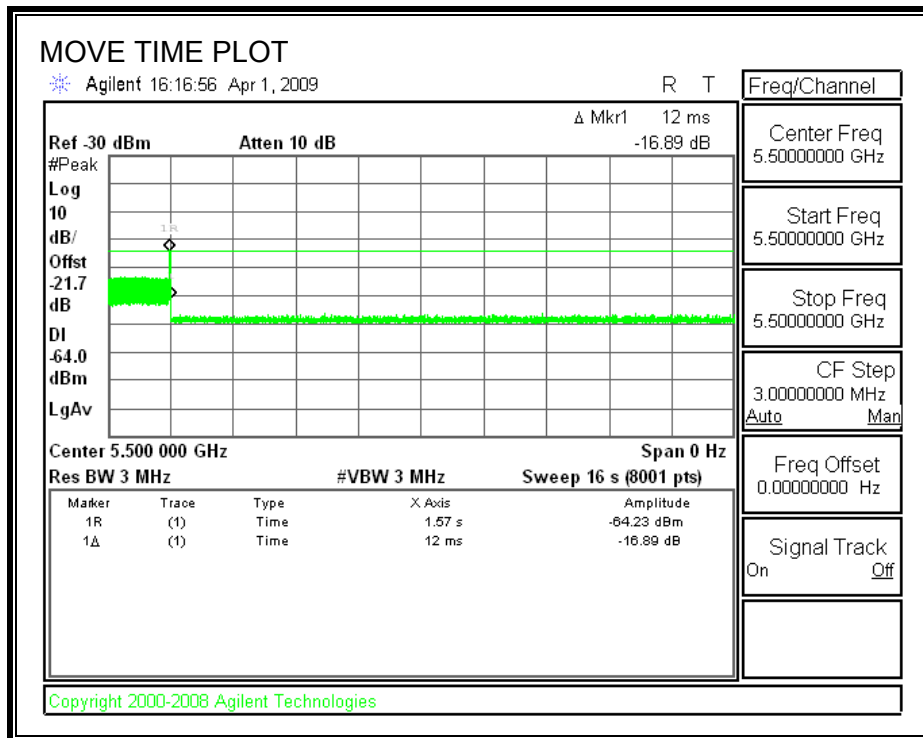 MOVE TIME PLOT
Agilent 16:16:56 Apr 1, 2009 R T
Δ Mkr1 12 ms
Ref -30 dBm Atten 10 dB -16.89 dB
#Peak
Log
10
dB/
Offst
-21.7
dB
DI
-64.0
dBm
LgAv
1R
Center 5.500 000 GHz Span 0 Hz
Res BW 3 MHz #VBW 3 MHz Sweep 16 s (8001 pts)
Marker Trace Type X Axis Amplitude
1R (1) Time 1.57 s -64.23 dBm
1Δ (1) Time 12 ms -16.89 dB
Freq/Channel
Center Freq
5.50000000 GHz
Start Freq
5.50000000 GHz
Stop Freq
5.50000000 GHz
CF Step
3.00000000 MHz
Auto Man
Freq Offset
0.00000000 Hz
Signal Track
On Off
Copyright 2000-2008 Agilent Technologies